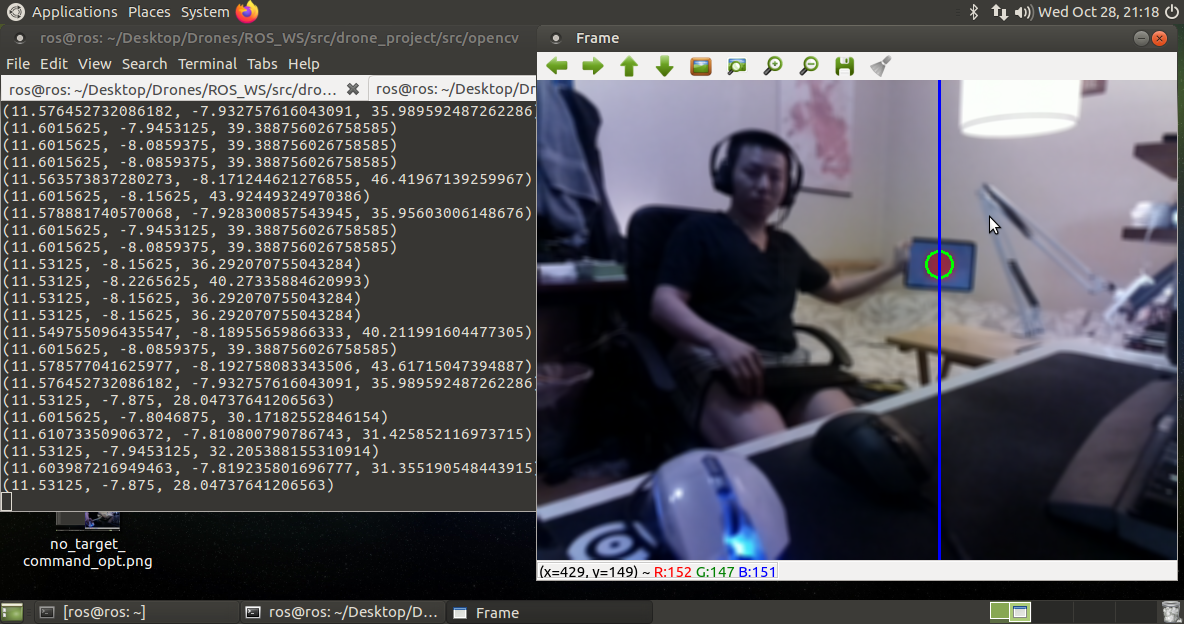 Applications Places System
Wed Oct 28, 21:18
ros@ros: ~/Desktop/Drones/ROS_WS/src/drone_project/src/opencv
Frame
File Edit View Search Terminal Tabs Help
ros@ros: ~/Desktop/Drones/ROS_WS/src/dro...
ros@ros: ~/Desktop/Dr
(11.576452732086182, -7.932757616043091, 35.989592487262286)
(11.6015625, -7.9453125, 39.388756026758585)
(11.6015625, -8.0859375, 39.388756026758585)
(11.6015625, -8.0859375, 39.388756026758585)
(11.563573837280273, -8.171244621276855, 46.41967139259967)
(11.6015625, -8.15625, 43.92449324970386)
(11.578881740570068, -7.928300857543945, 35.95603006148676)
(11.6015625, -7.9453125, 39.388756026758585)
(11.6015625, -8.0859375, 39.388756026758585)
(11.53125, -8.15625, 36.292070755043284)
(11.53125, -8.2265625, 40.27335884620993)
(11.53125, -8.15625, 36.292070755043284)
(11.53125, -8.15625, 36.292070755043284)
(11.549755096435547, -8.18955659866333, 40.211991604477305)
(11.6015625, -8.0859375, 39.388756026758585)
(11.578577041625977, -8.192758083343506, 43.61715047394887)
(11.576452732086182, -7.932757616043091, 35.989592487262286)
(11.53125, -7.875, 28.04737641206563)
(11.6015625, -7.8046875, 30.17182552846154)
(11.61073350906372, -7.810800790786743, 31.425852116973715)
(11.53125, -7.9453125, 32.205388155310914)
(11.603987216949463, -7.819235801696777, 31.355190548443915)
(11.53125, -7.875, 28.04737641206563)
no_target_
command_opt.png
(x=429, y=149) ~ R:152 G:147 B:151
[ros@ros: ~]
ros@ros: ~/Desktop/D...
Frame